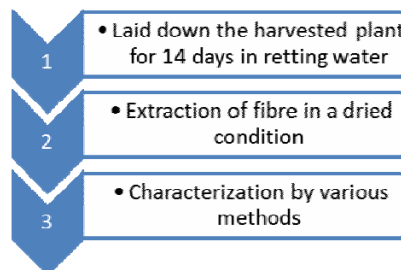 1
• Laid down the harvested plant
for 14 days in retting water
2
• Extraction of fibre in a dried
condition
3
• Characterization by various
methods